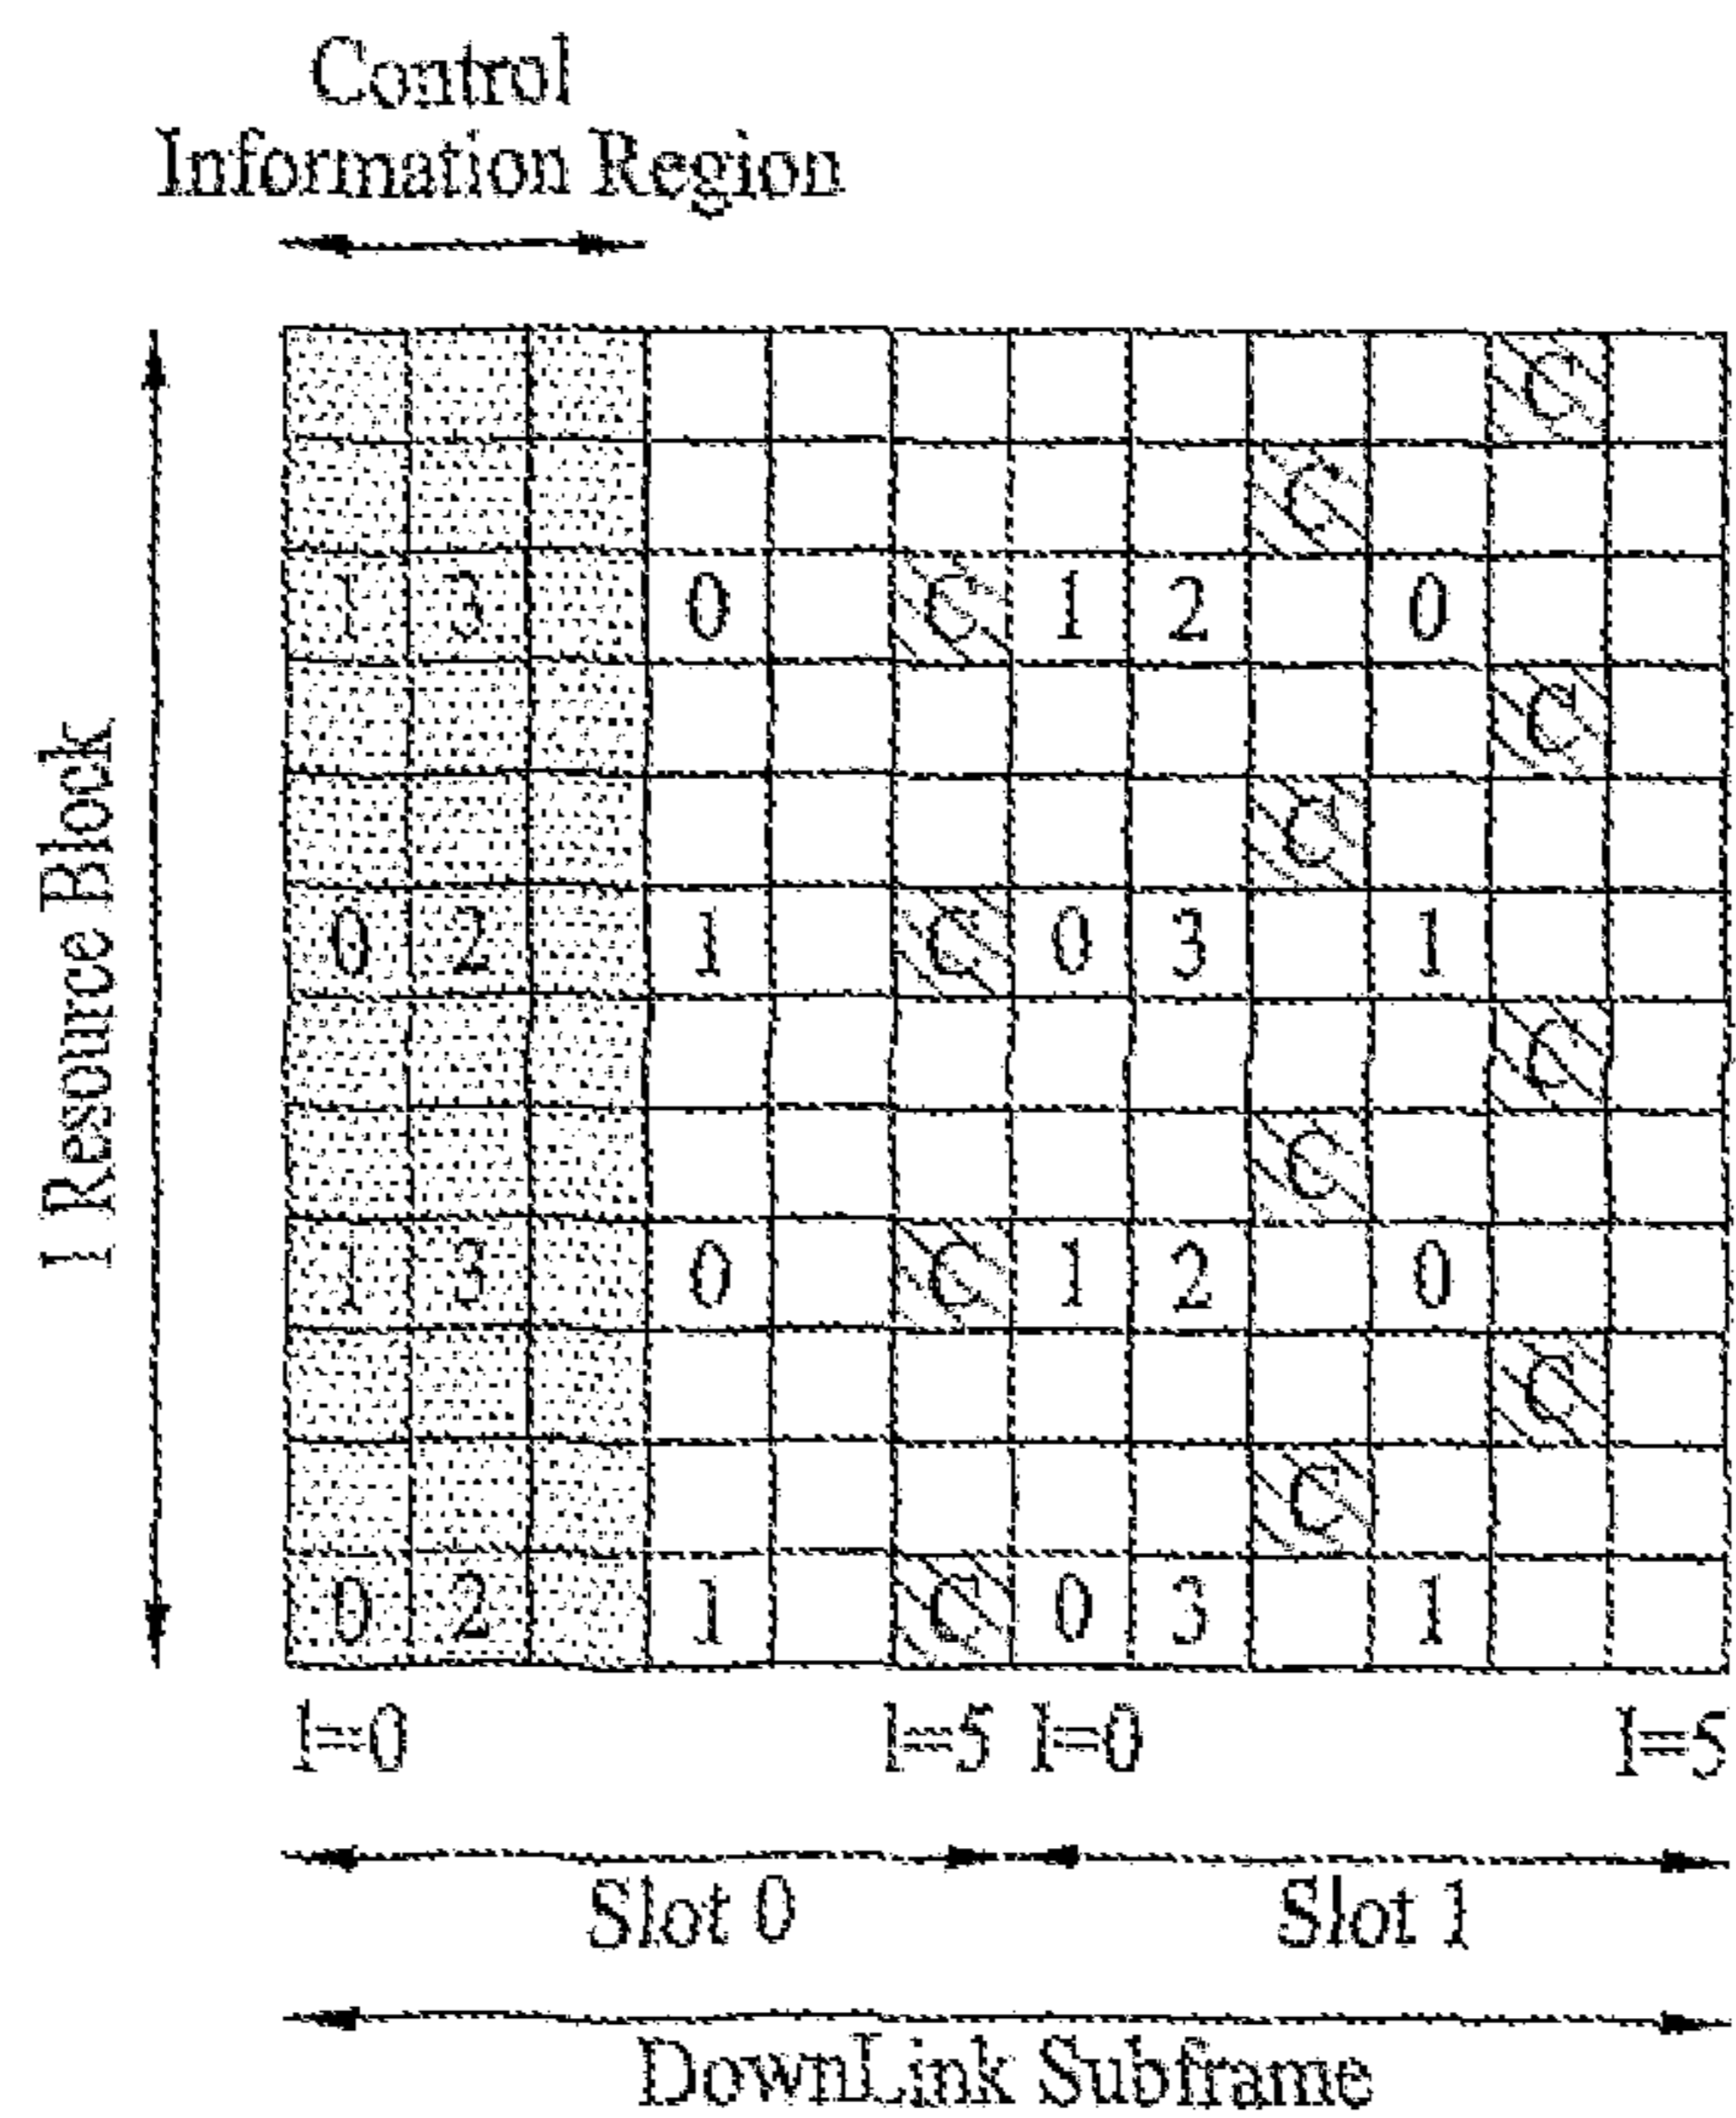 Control
Information Region
1 Resource Block
C
C
1 3 0 C 1 2 0
C
C
0 2 1 C 0 3 1
C
C
1 3 0 C 1 2 0
C
C
0 2 1 C 0 3 1
l=0 l=5 l=0 l=5
Slot 0 Slot 1
DownLink Subframe